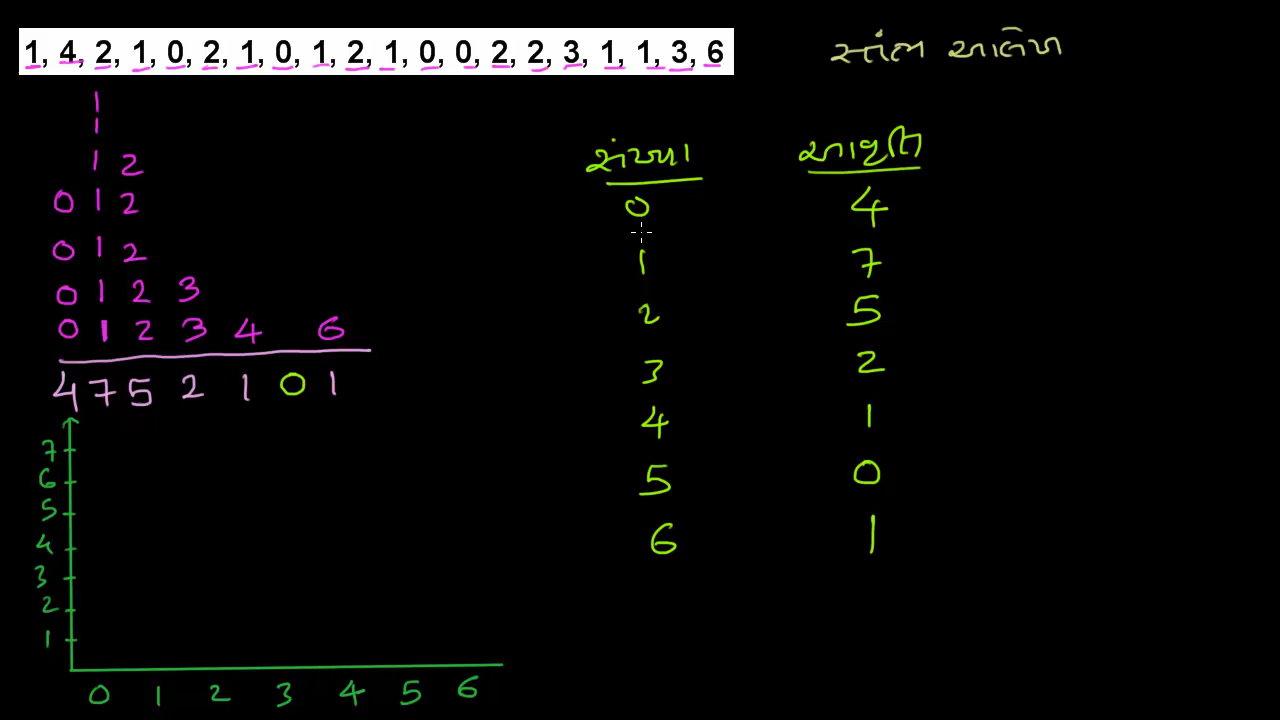 1, 4, 2, 1, 0, 2, 1, 0, 1, 2, 1, 0, 0, 2, 2, 3, 1, 1, 3, 6
સ્તંભ આલેખ
1
1
1 2
0 1 2
0 1 2
0 1 2 3
0 1 2 3 4 6
4 7 5 2 1 0 1
સંખ્યા આવૃત્તિ
0 4
1 7
2 5
3 2
4 1
5 0
6 1
7
6
5
4
3
2
1
0 1 2 3 4 5 6